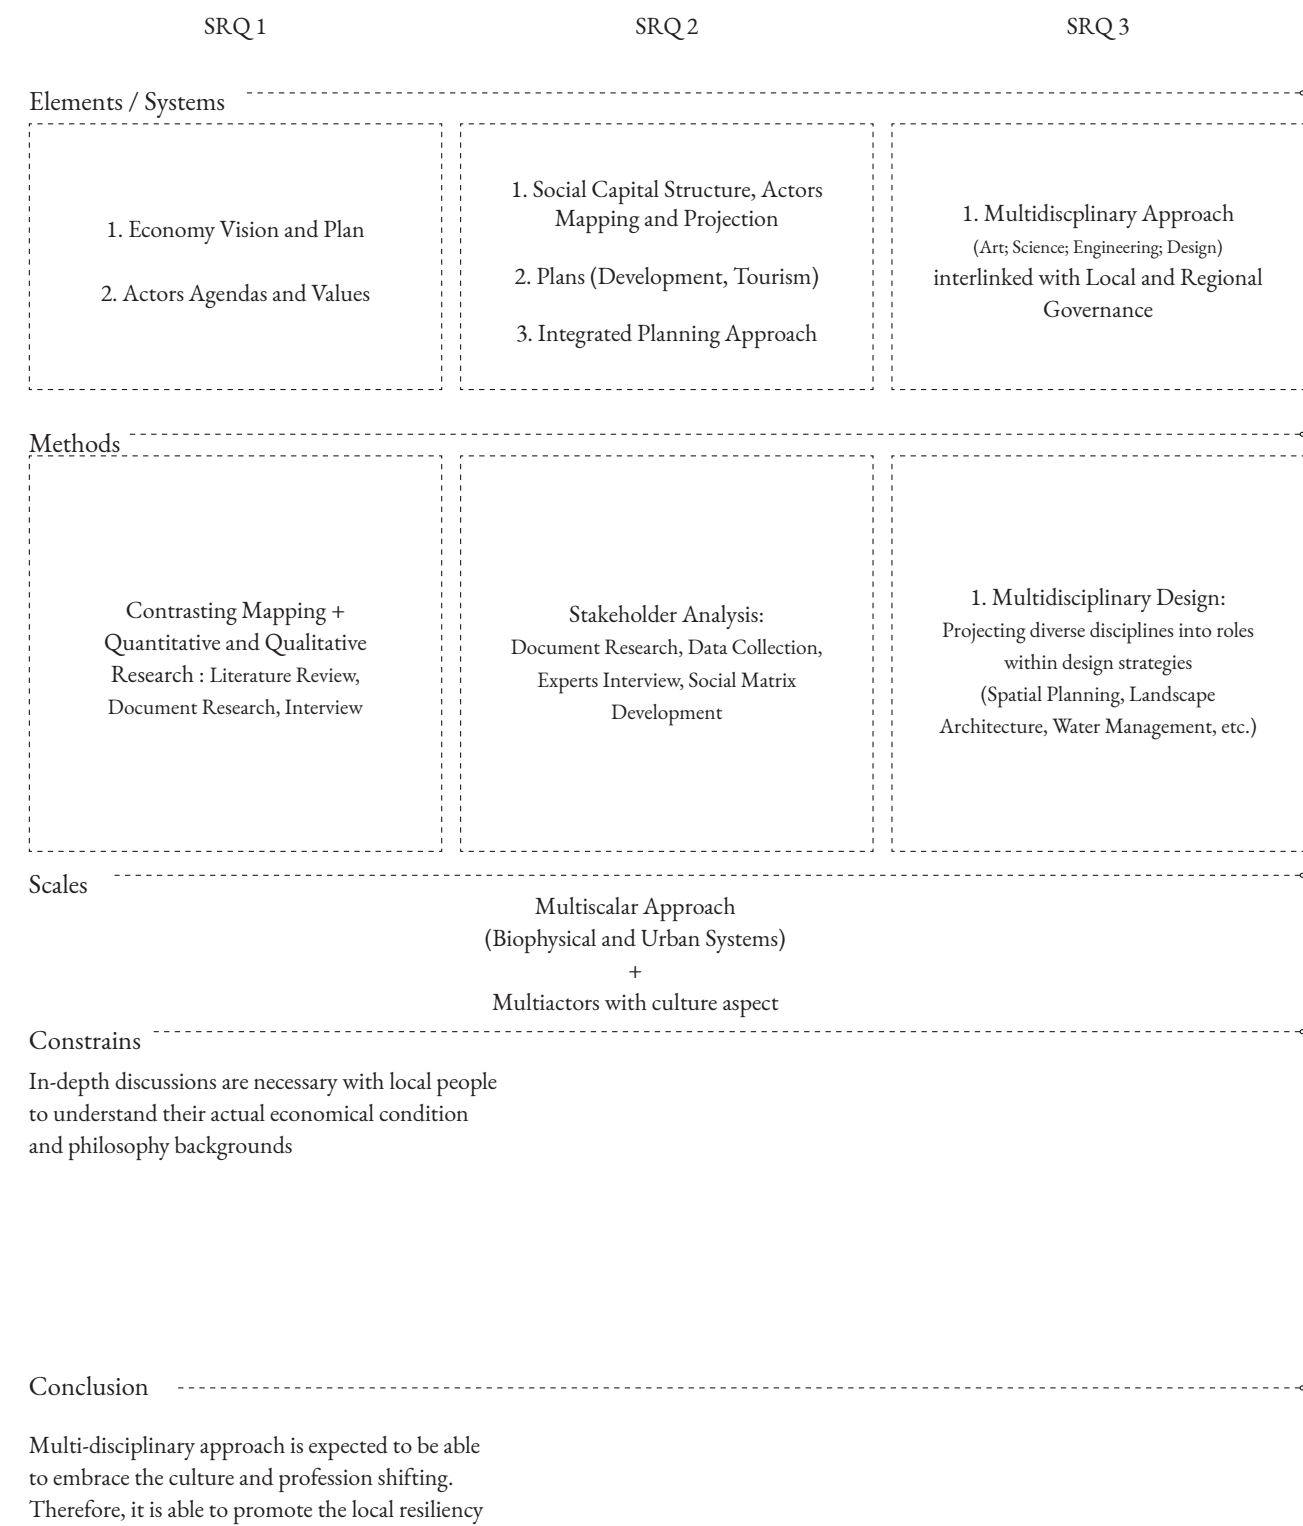 SRQ 1
SRQ 2
SRQ 3
Elements / Systems
1. Economy Vision and Plan
2. Actors Agendas and Values
1. Social Capital Structure, Actors
Mapping and Projection
2. Plans (Development, Tourism)
3. Integrated Planning Approach
1. Multidiscplinary Approach
(Art; Science; Engineering; Design)
interlinked with Local and Regional
Governance
Methods
Contrasting Mapping +
Quantitative and Qualitative
Research : Literature Review,
Document Research, Interview
Stakeholder Analysis:
Document Research, Data Collection,
Experts Interview, Social Matrix
Development
1. Multidisciplinary Design:
Projecting diverse disciplines into roles
within design strategies
(Spatial Planning, Landscape
Architecture, Water Management, etc.)
Scales
Multiscalar Approach
(Biophysical and Urban Systems)
+
Multiactors with culture aspect
Constrains
In-depth discussions are necessary with local people
to understand their actual economical condition
and philosophy backgrounds
Conclusion
Multi-disciplinary approach is expected to be able
to embrace the culture and profession shifting.
Therefore, it is able to promote the local resiliency